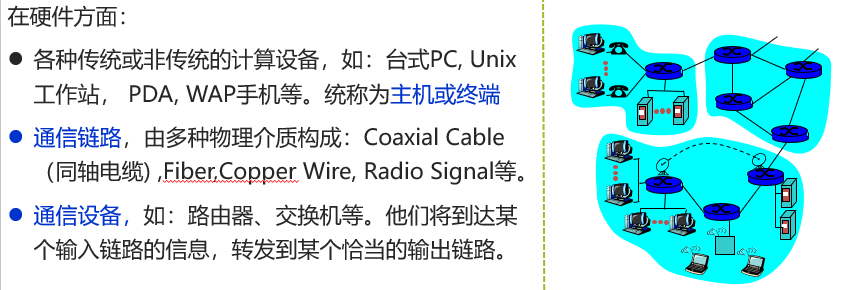 在硬件方面：
● 各种传统或非传统的计算设备，如：台式PC, Unix
工作站， PDA, WAP手机等。统称为主机或终端
● 通信链路，由多种物理介质构成：Coaxial Cable
（同轴电缆) ,Fiber,Copper Wire, Radio Signal等。
● 通信设备，如：路由器、交换机等。他们将到达某
个输入链路的信息，转发到某个恰当的输出链路。